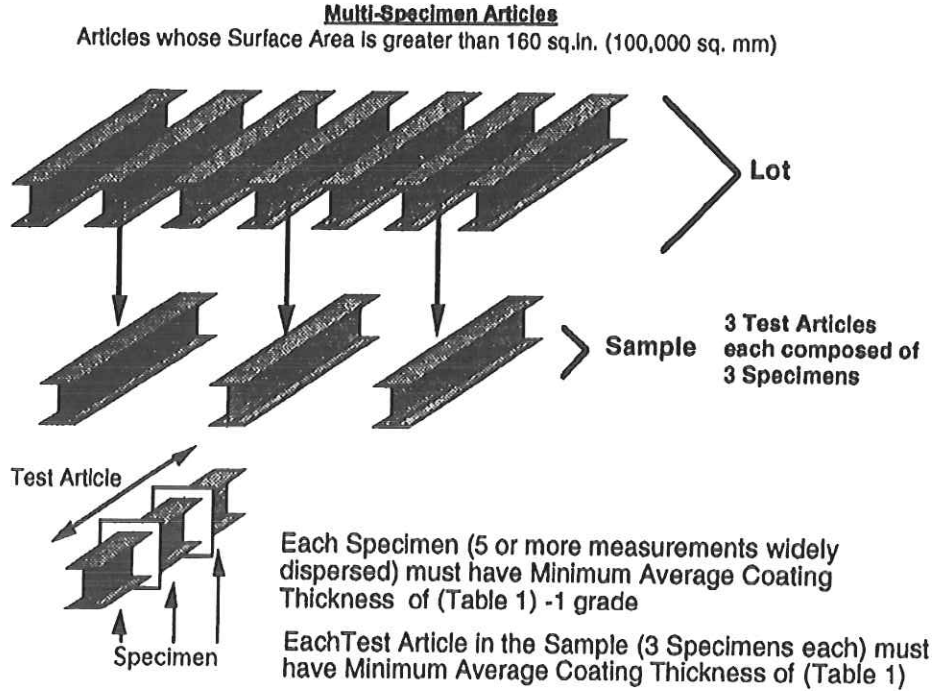 Multi-Specimen Articles
Articles whose Surface Area is greater than 160 sq.in. (100,000 sq. mm)
Lot
Sample
3 Test Articles
each composed of
3 Specimens
Test Article
Specimen
Each Specimen (5 or more measurements widely
dispersed) must have Minimum Average Coating
Thickness of (Table 1) -1 grade
EachTest Article in the Sample (3 Specimens each) must
have Minimum Average Coating Thickness of (Table 1)